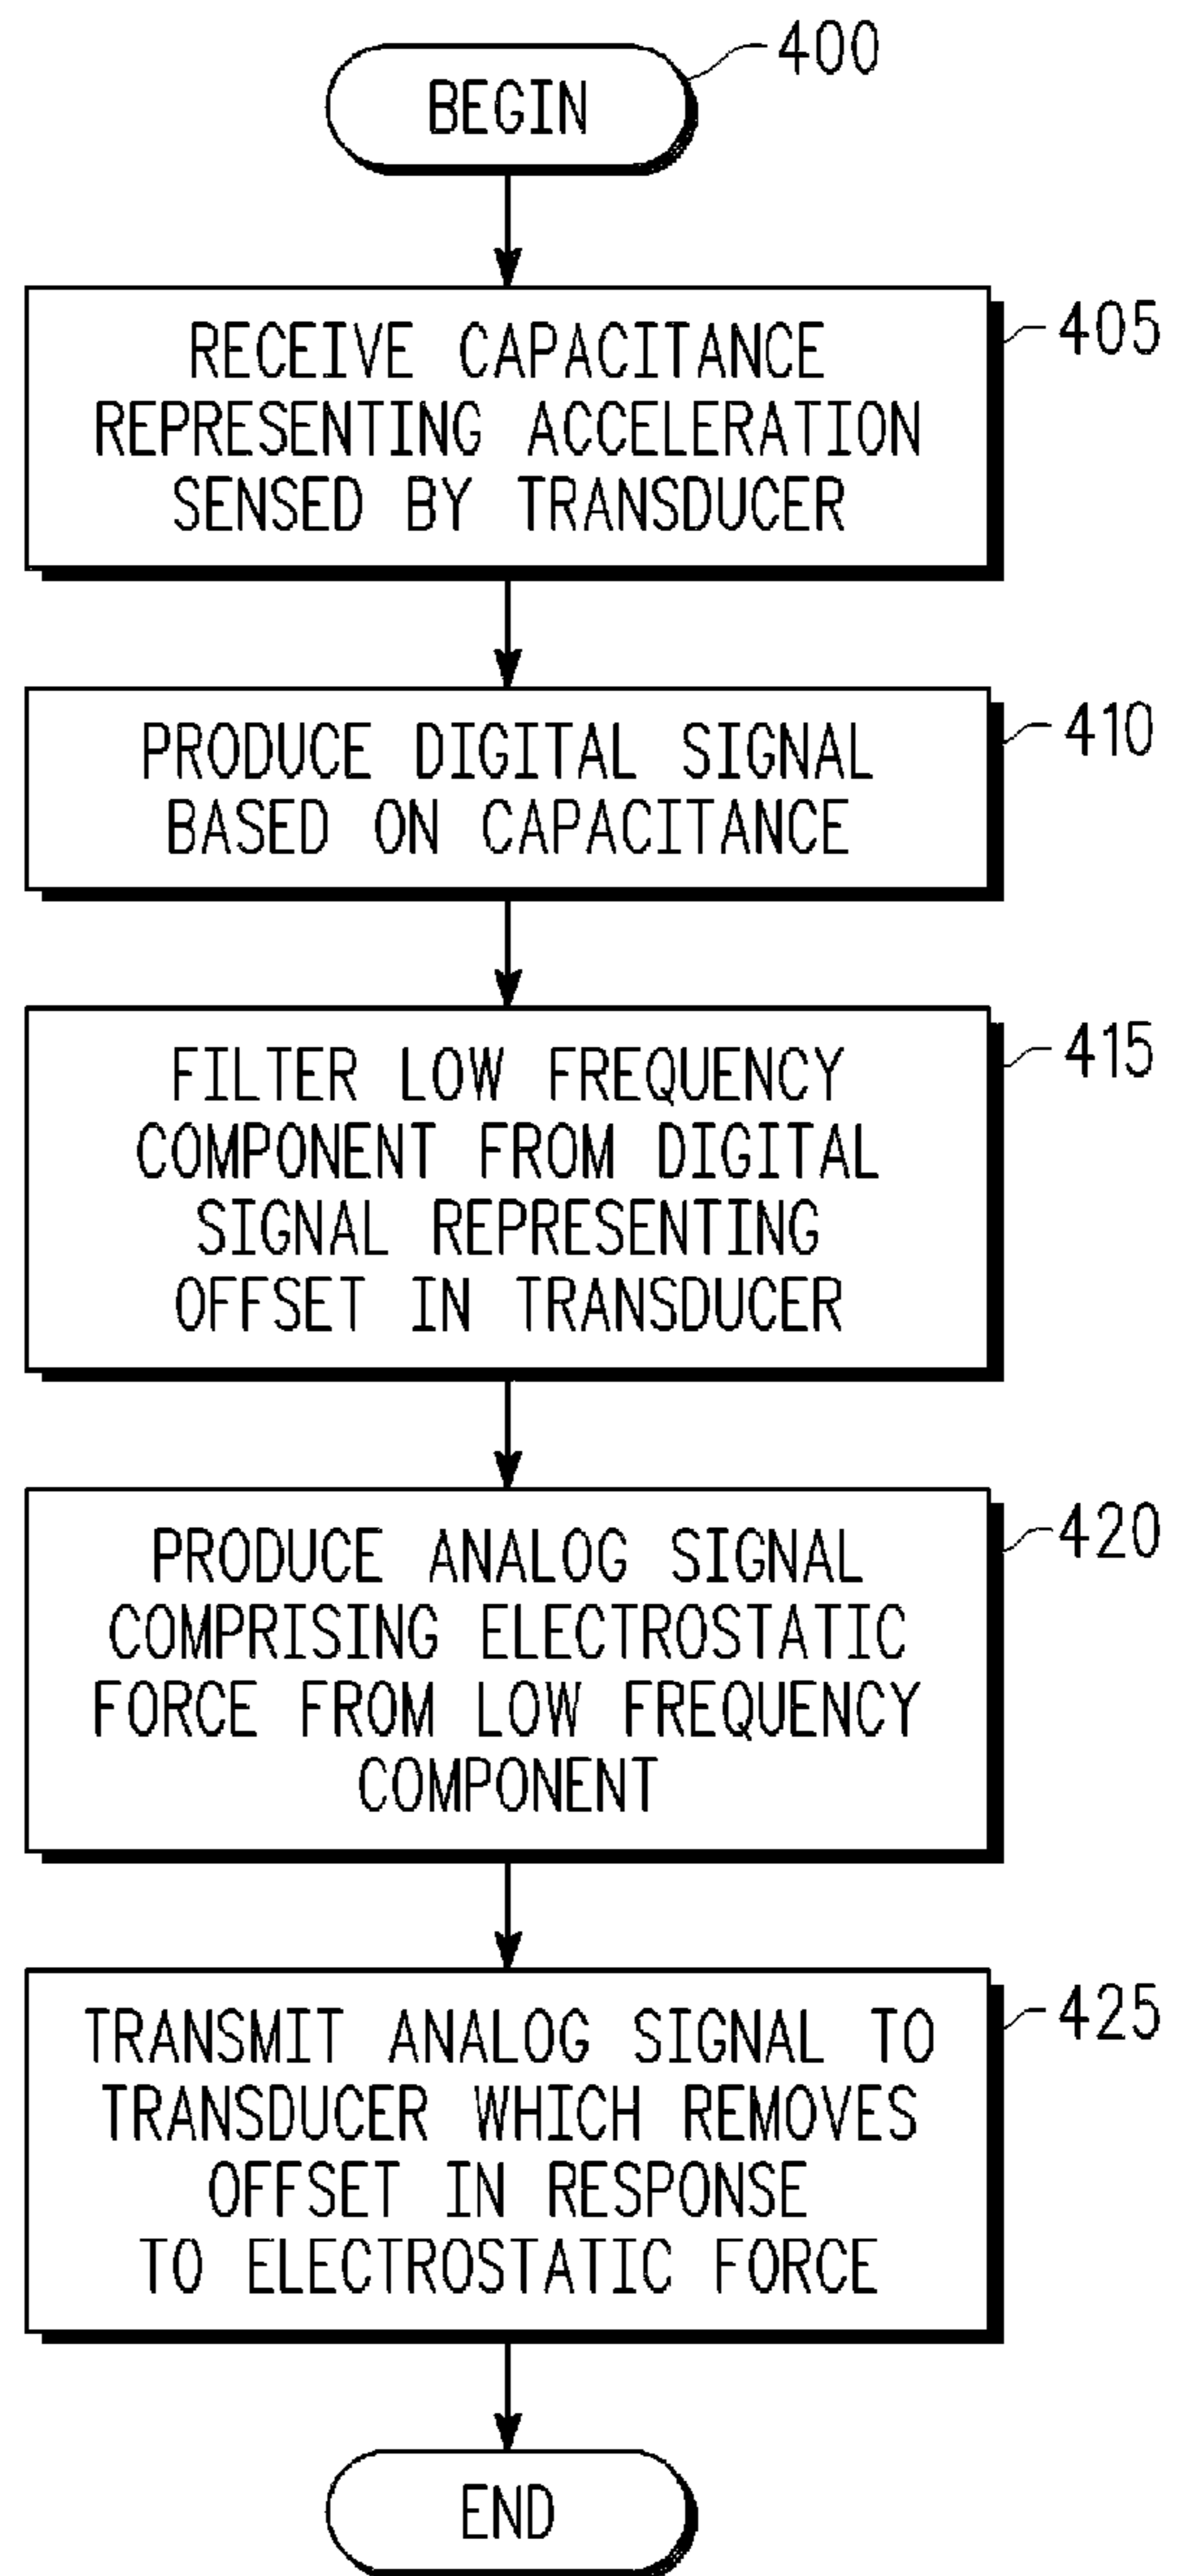 400
BEGIN
405
RECEIVE CAPACITANCE
REPRESENTING ACCELERATION
SENSED BY TRANSDUCER
410
PRODUCE DIGITAL SIGNAL
BASED ON CAPACITANCE
415
FILTER LOW FREQUENCY
COMPONENT FROM DIGITAL
SIGNAL REPRESENTING
OFFSET IN TRANSDUCER
420
PRODUCE ANALOG SIGNAL
COMPRISING ELECTROSTATIC
FORCE FROM LOW FREQUENCY
COMPONENT
425
TRANSMIT ANALOG SIGNAL TO
TRANSDUCER WHICH REMOVES
OFFSET IN RESPONSE
TO ELECTROSTATIC FORCE
END